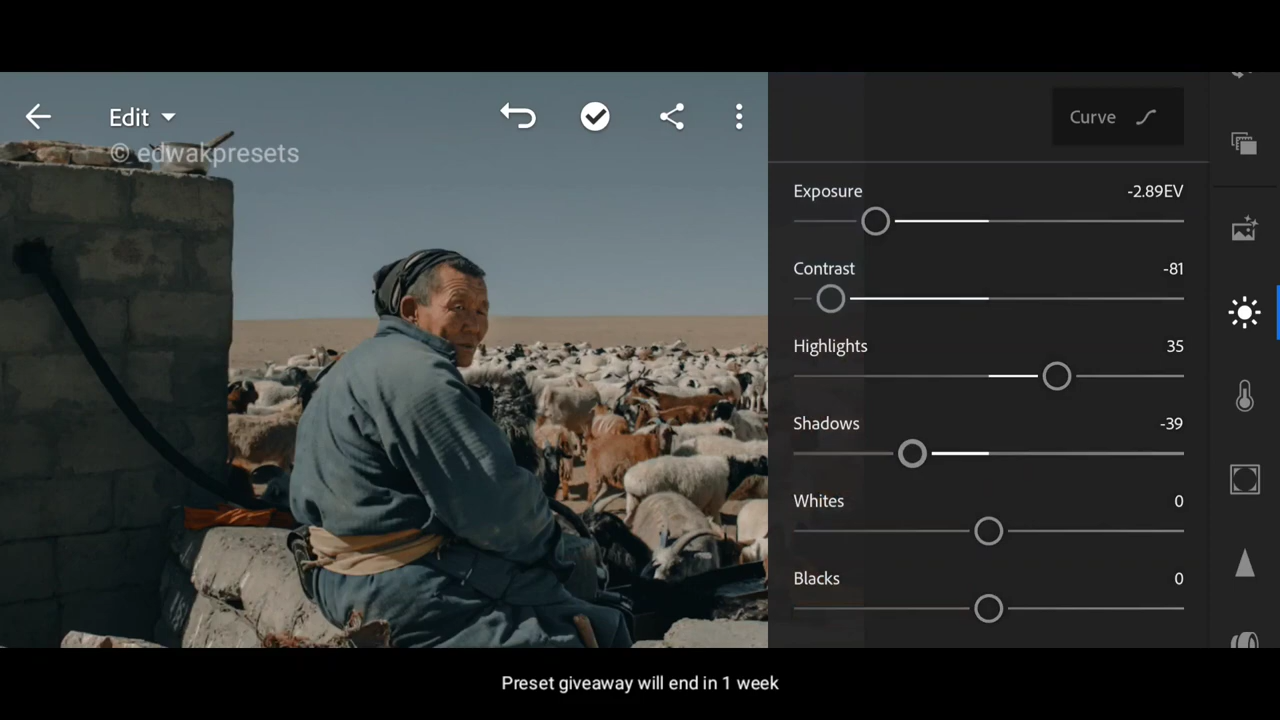 Edit
© edwakpresets
Curve
Exposure -2.89EV
Contrast -81
Highlights 35
Shadows -39
Whites 0
Blacks 0
Preset giveaway will end in 1 week